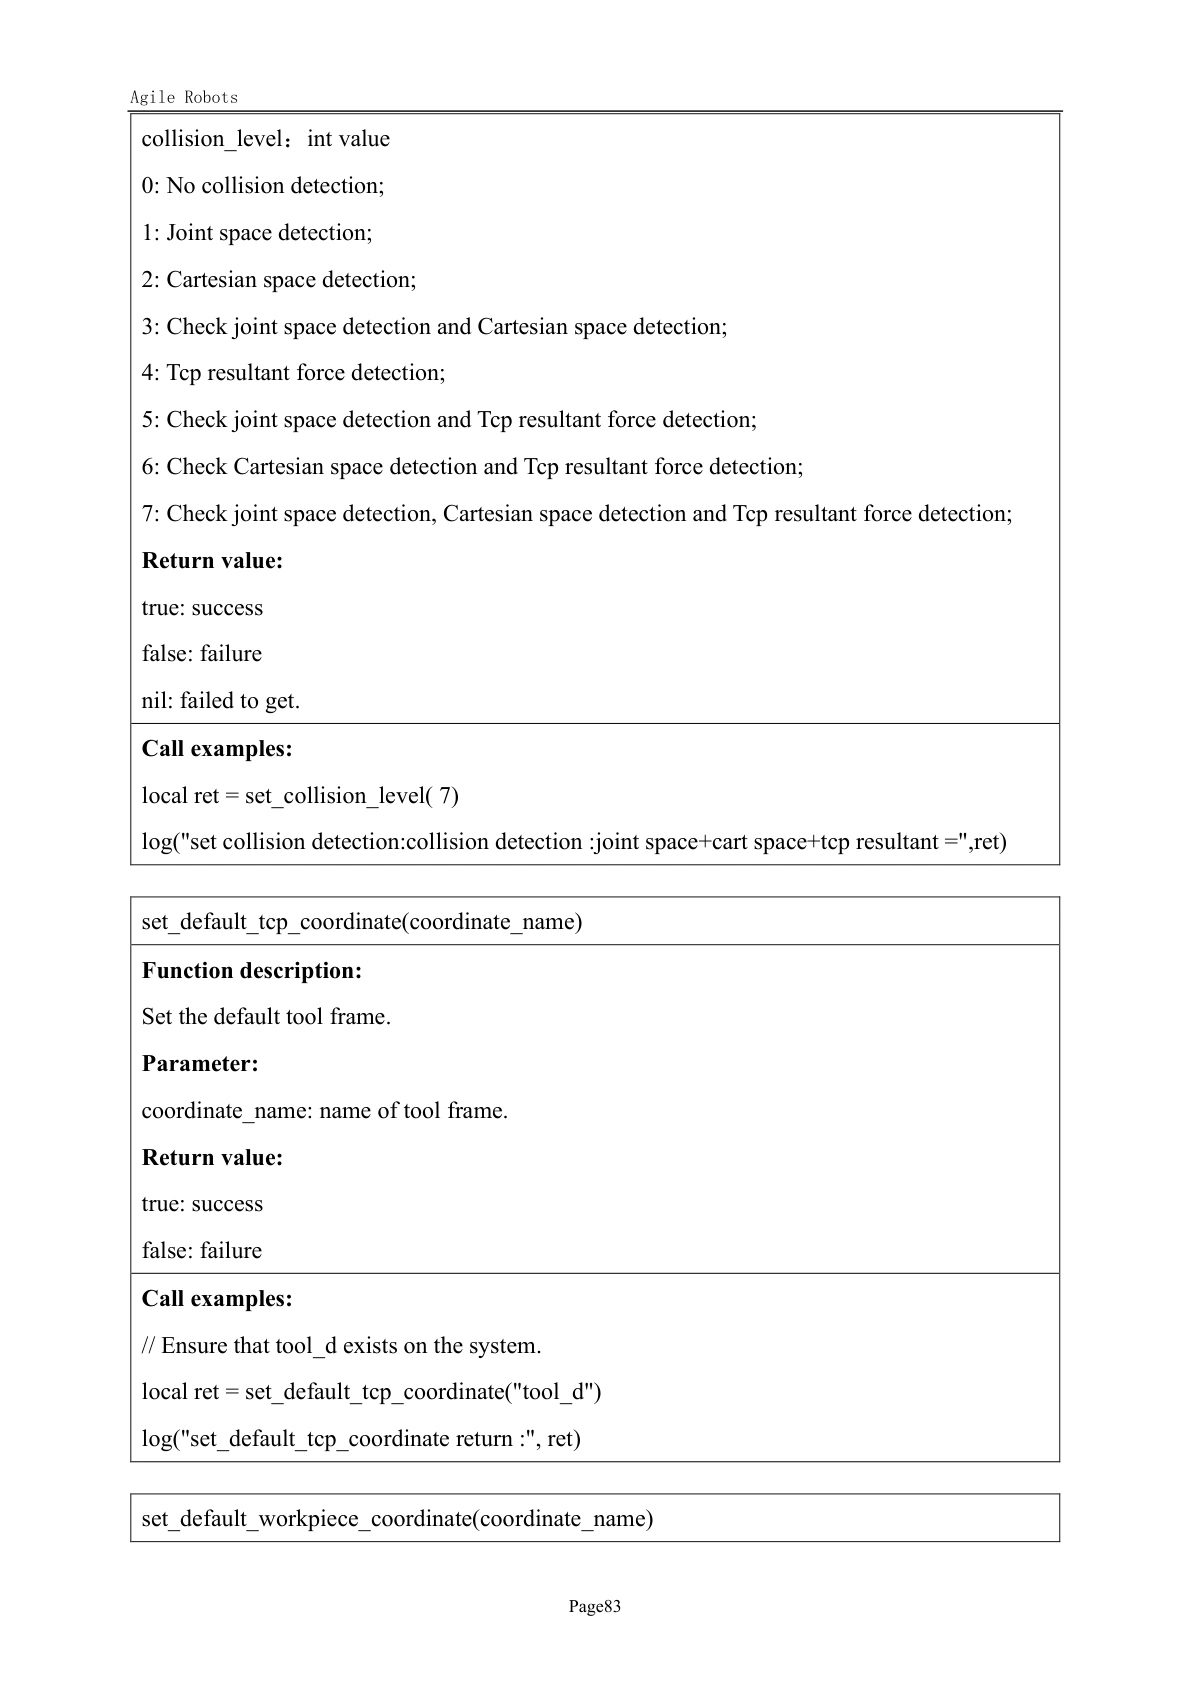 Agile Robots
collision_level：int value
0: No collision detection;
1: Joint space detection;
2: Cartesian space detection;
3: Check joint space detection and Cartesian space detection;
4: Tcp resultant force detection;
5: Check joint space detection and Tcp resultant force detection;
6: Check Cartesian space detection and Tcp resultant force detection;
7: Check joint space detection, Cartesian space detection and Tcp resultant force detection;
Return value:
true: success
false: failure
nil: failed to get.
Call examples:
local ret = set_collision_level( 7)
log("set collision detection:collision detection :joint space+cart space+tcp resultant =",ret)
set_default_tcp_coordinate(coordinate_name)
Function description:
Set the default tool frame.
Parameter:
coordinate_name: name of tool frame.
Return value:
true: success
false: failure
Call examples:
// Ensure that tool_d exists on the system.
local ret = set_default_tcp_coordinate("tool_d")
log("set_default_tcp_coordinate return :", ret)
set_default_workpiece_coordinate(coordinate_name)
Page83